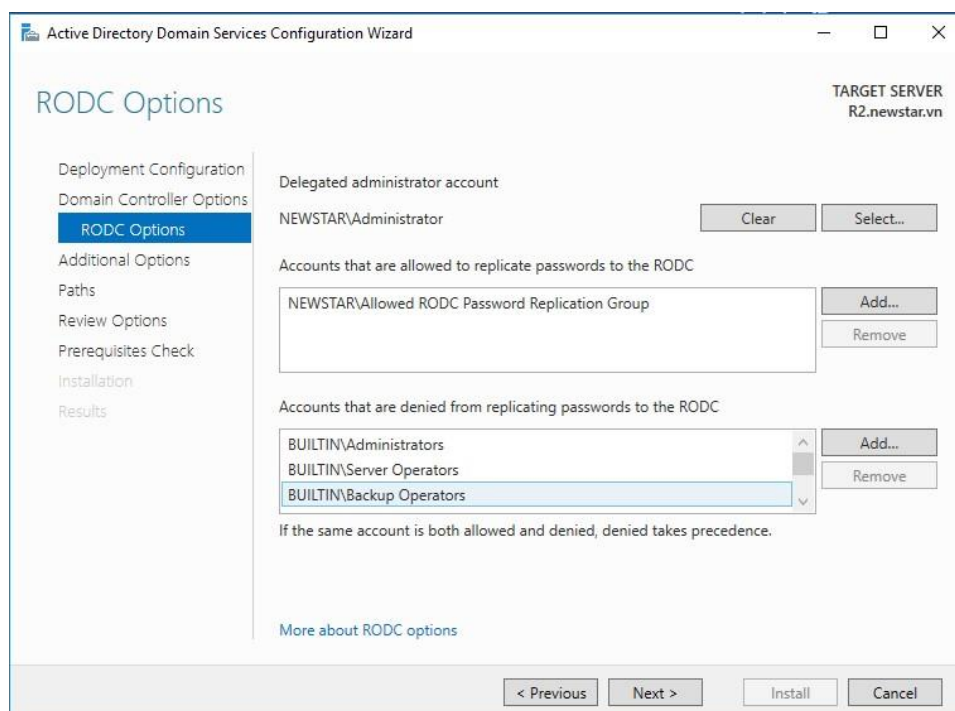 Active Directory Domain Services Configuration Wizard
RODC Options
TARGET SERVER
R2.newstar.vn
Deployment Configuration
Domain Controller Options
RODC Options
Additional Options
Paths
Review Options
Prerequisites Check
Installation
Results
Delegated administrator account
NEWSTAR\Administrator
Clear
Select...
Accounts that are allowed to replicate passwords to the RODC
NEWSTAR\Allowed RODC Password Replication Group
Add...
Remove
Accounts that are denied from replicating passwords to the RODC
BUILTIN\Administrators
BUILTIN\Server Operators
BUILTIN\Backup Operators
Add...
Remove
If the same account is both allowed and denied, denied takes precedence.
More about RODC options
< Previous
Next >
Install
Cancel